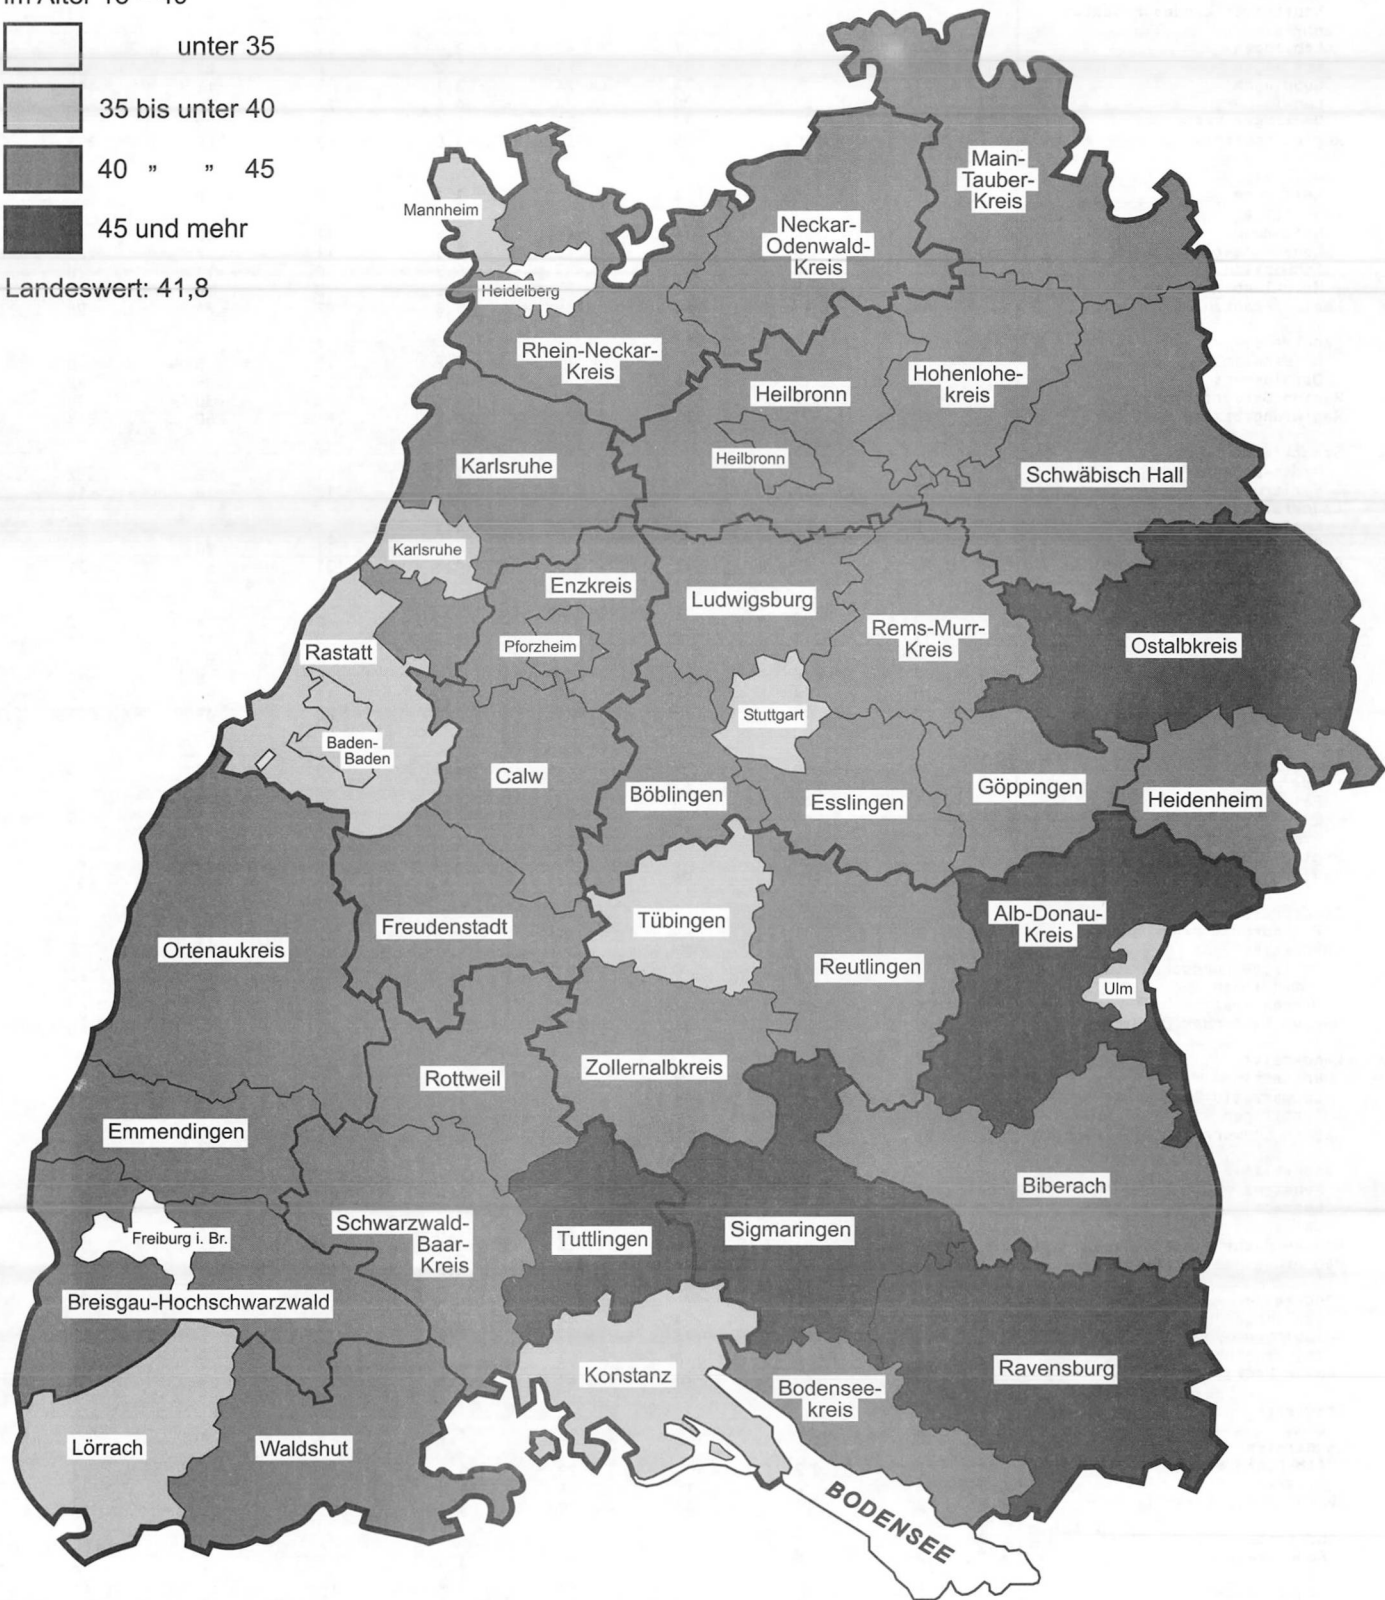 unter 35
35 bis unter 40
40 " " 45
45 und mehr
Landeswert: 41,8
Main-
Tauber-
Kreis
Mannheim
Neckar-
Odenwald-
Kreis
Heidelberg
Rhein-Neckar-
Kreis
Heilbronn
Hohenlohe-
kreis
Heilbronn
Karlsruhe
Schwäbisch Hall
Karlsruhe
Enzkreis
Ludwigsburg
Rems-Murr-
Kreis
Pforzheim
Ostalbkreis
Rastatt
Stuttgart
Baden-
Baden
Calw
Böblingen
Esslingen
Göppingen
Heidenheim
Freudenstadt
Tübingen
Alb-Donau-
Kreis
Ortenaukreis
Reutlingen
Ulm
Rottweil
Zollernalbkreis
Emmendingen
Biberach
Freiburg i. Br.
Schwarzwald-
Baar-
Kreis
Tuttlingen
Sigmaringen
Breisgau-Hochschwarzwald
Konstanz
Bodensee-
kreis
Ravensburg
Lörrach
Waldshut
BODENSEE